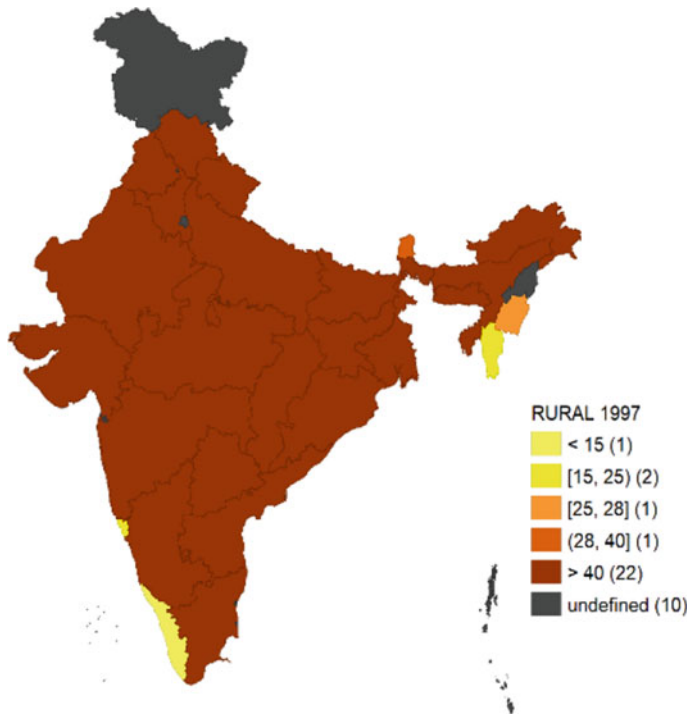 RURAL 1997
< 15 (1)
[15, 25) (2)
[25, 28] (1)
(28, 40] (1)
> 40 (22)
undefined (10)